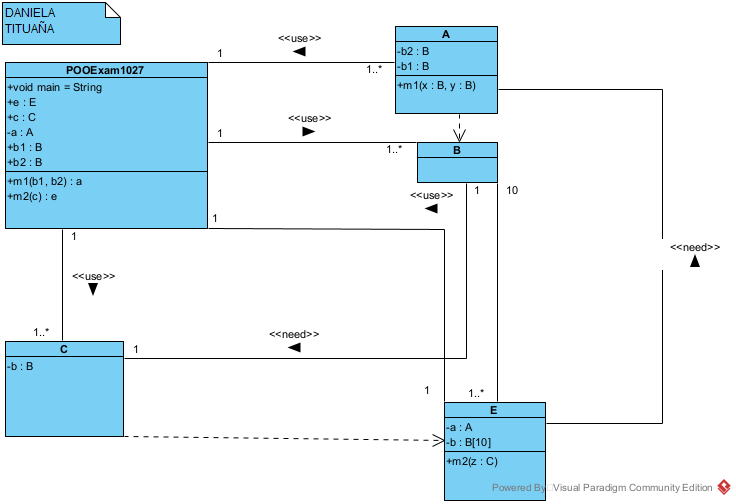 DANIELA
TITUAÑA
POOExam1027
+void main = String
+e : E
+c : C
-a : A
+b1 : B
+b2 : B
+m1(b1, b2) : a
+m2(c) : e
<<use>>
1
1..*
A
-b2 : B
-b1 : B
+m1(x : B, y : B)
<<use>>
1
1..*
B
<<use>>
1
10
1
1
<<use>>
<<need>>
1..*
1
<<need>>
C
-b : B
1
1..*
E
-a : A
-b : B[10]
+m2(z : C)
Powered By Visual Paradigm Community Edition